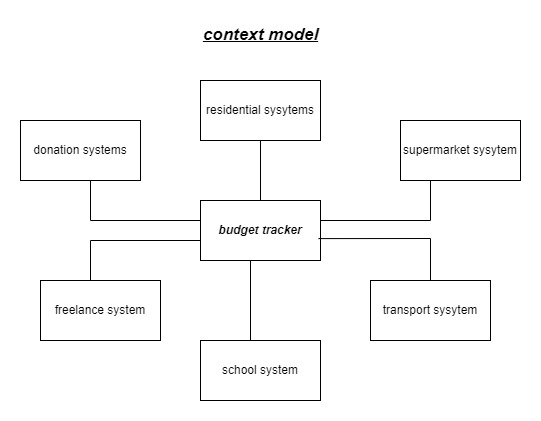 context model
residential sysytems
donation systems
supermarket sysytem
budget tracker
freelance system
transport sysytem
school system